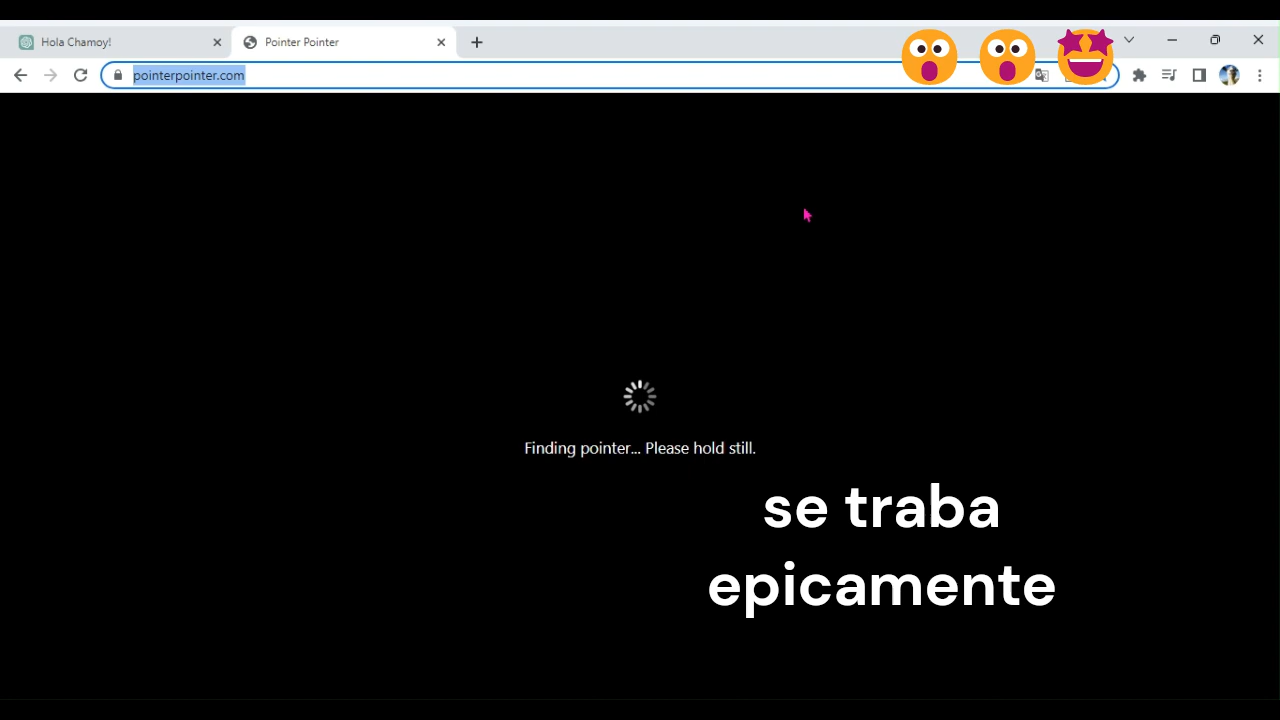 Hola Chamoy!
Pointer Pointer
pointerpointer.com
Finding pointer... Please hold still.
se traba
epicamente